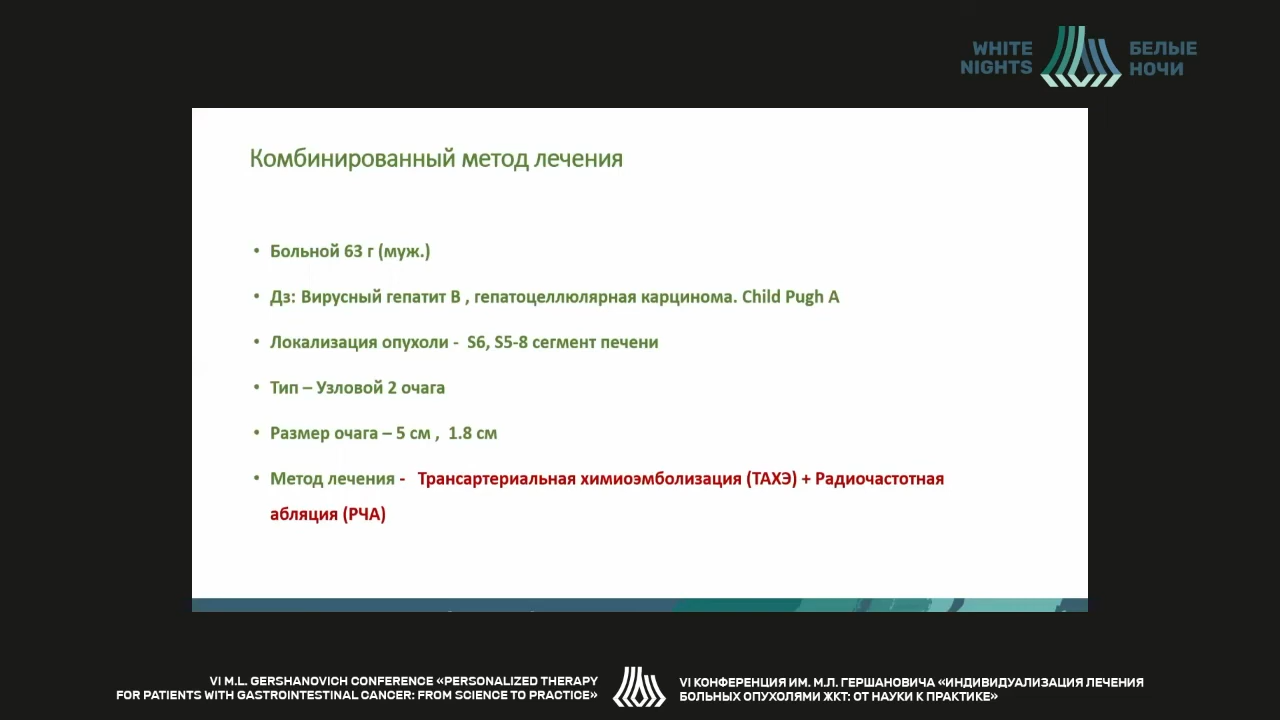 WHITE
NIGHTS
БЕЛЫЕ
НОЧИ
Комбинированный метод лечения
• Больной 63 г (муж.)
• Дз: Вирусный гепатит В , гепатоцеллюлярная карцинома. Child Pugh A
• Локализация опухоли - S6, S5-8 сегмент печени
• Тип – Узловой 2 очага
• Размер очага – 5 см , 1.8 см
• Метод лечения - Трансартериальная химиоэмболизация (ТАХЭ) + Радиочастотная
абляция (РЧА)
VI M.L. GERSHANOVICH CONFERENCE «PERSONALIZED THERAPY
FOR PATIENTS WITH GASTROINTESTINAL CANCER: FROM SCIENCE TO PRACTICE»
VI КОНФЕРЕНЦИЯ ИМ. М.Л. ГЕРШАНОВИЧА «ИНДИВИДУАЛИЗАЦИЯ ЛЕЧЕНИЯ
БОЛЬНЫХ ОПУХОЛЯМИ ЖКТ: ОТ НАУКИ К ПРАКТИКЕ»